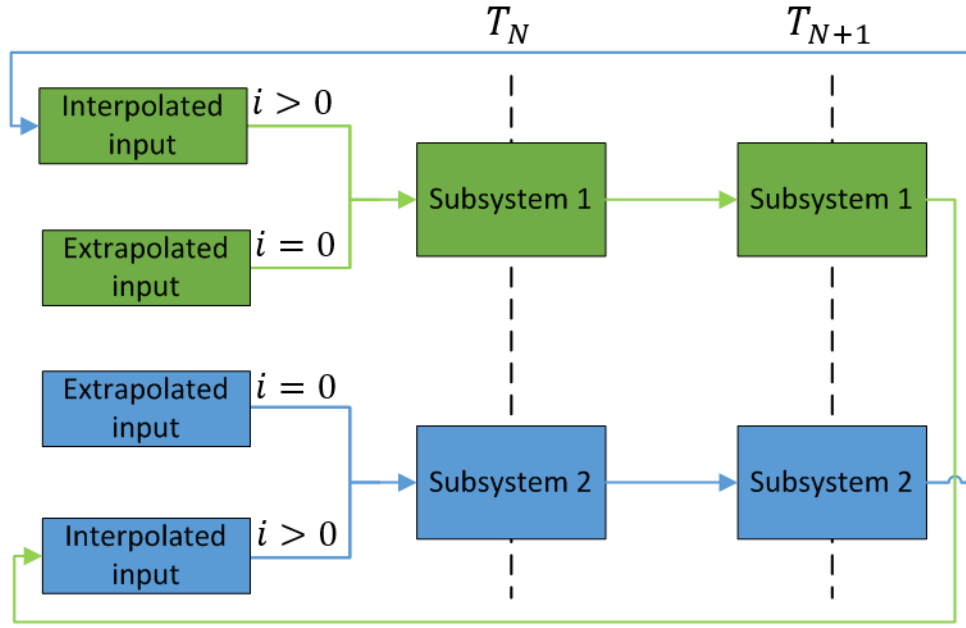 T_N
T_{N+1}
Interpolated
input
i > 0
Subsystem 1
Subsystem 1
Extrapolated
input
i = 0
Extrapolated
input
i = 0
Subsystem 2
Subsystem 2
Interpolated
input
i > 0